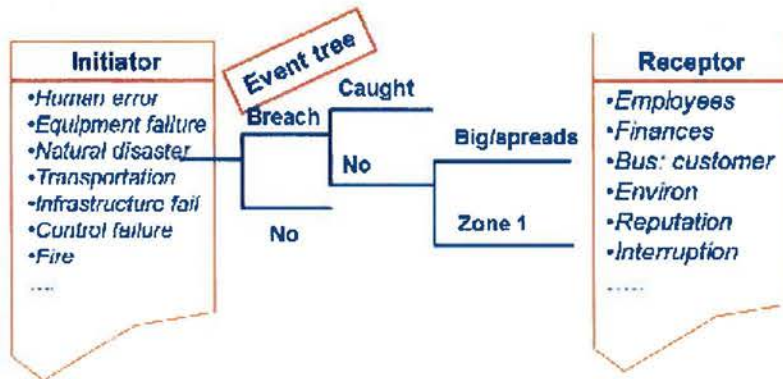 Initiator
•Human error
•Equipment failure
•Natural disaster
•Transportation
•Infrastructure fail
•Control failure
•Fire
....
Event tree
Breach
No
Caught
No
Big/spreads
Zone 1
Receptor
•Employees
•Finances
•Bus: customer
•Environ
•Reputation
•Interruption
.....